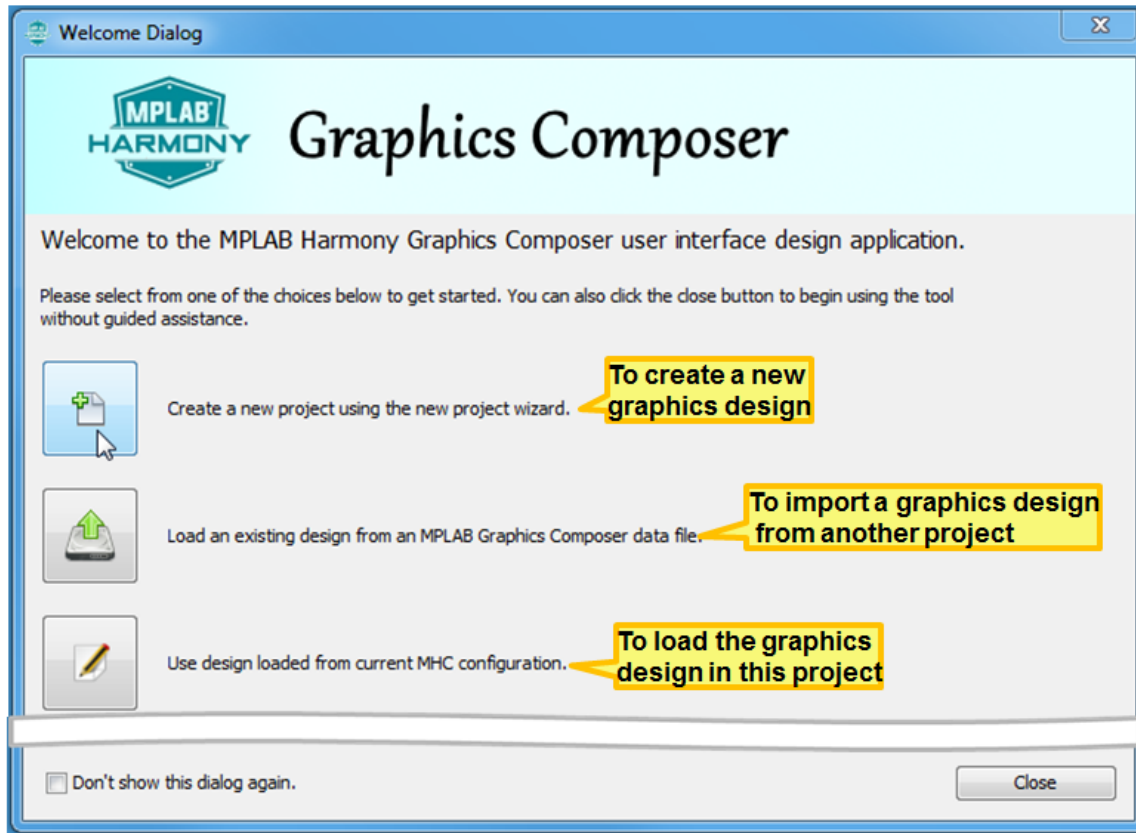 Welcome Dialog
MPLAB
HARMONY
Graphics Composer
Welcome to the MPLAB Harmony Graphics Composer user interface design application.
Please select from one of the choices below to get started. You can also click the close button to begin using the tool
without guided assistance.
Create a new project using the new project wizard.
To create a new
graphics design
Load an existing design from an MPLAB Graphics Composer data file.
To import a graphics design
from another project
Use design loaded from current MHC configuration.
To load the graphics
design in this project
Don't show this dialog again.
Close